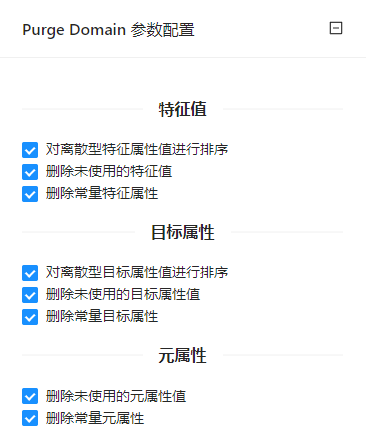 Purge Domain 参数配置
特征值
对离散型特征属性值进行排序
删除未使用的特征值
删除常量特征属性
目标属性
对离散型目标属性值进行排序
删除未使用的目标属性值
删除常量目标属性
元属性
删除未使用的元属性值
删除常量元属性